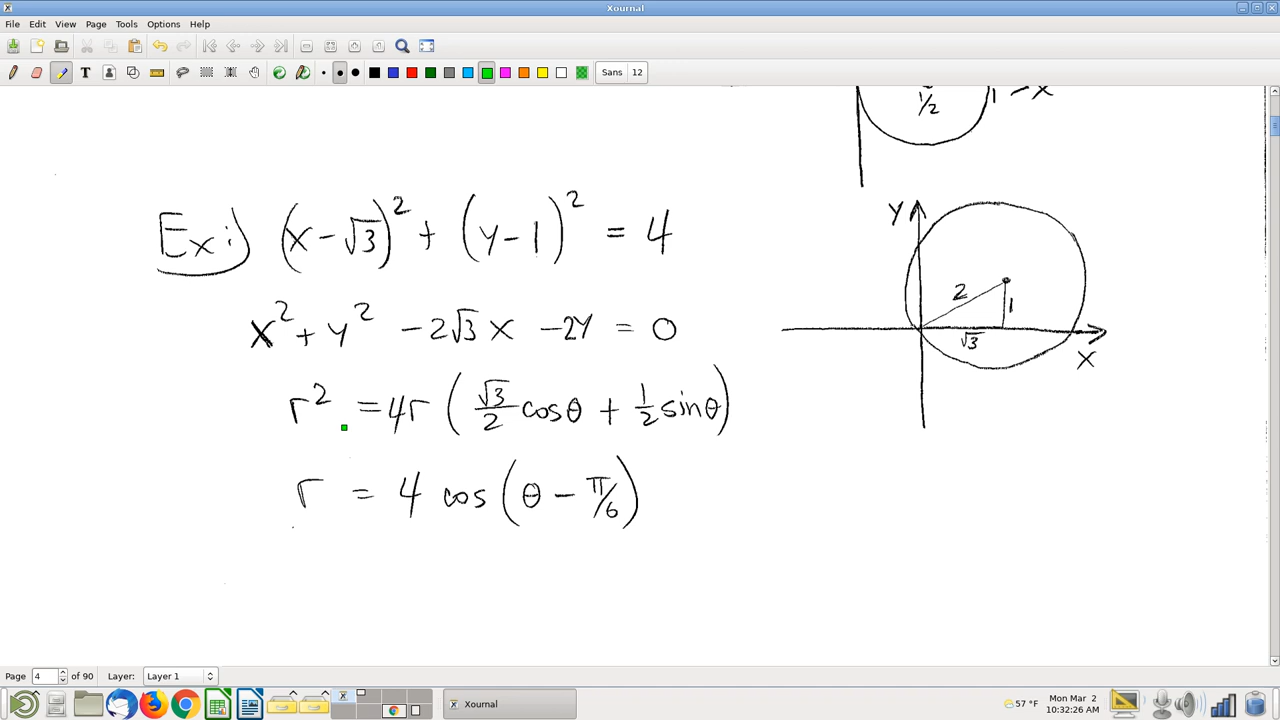 Xournal
File Edit View Page Tools Options Help
Sans 12
1/2
1 x
Ex:) (x-√3)² + (y-1)² = 4
x² + y² - 2√3 x - 2y = 0
r² = 4r ( √3/2 cosθ + 1/2 sinθ )
r = 4 cos (θ - π/6)
y
2
1
√3
x
Page 4 of 90 Layer: Layer 1
Xournal
57 °F
Mon Mar 2
10:32:26 AM